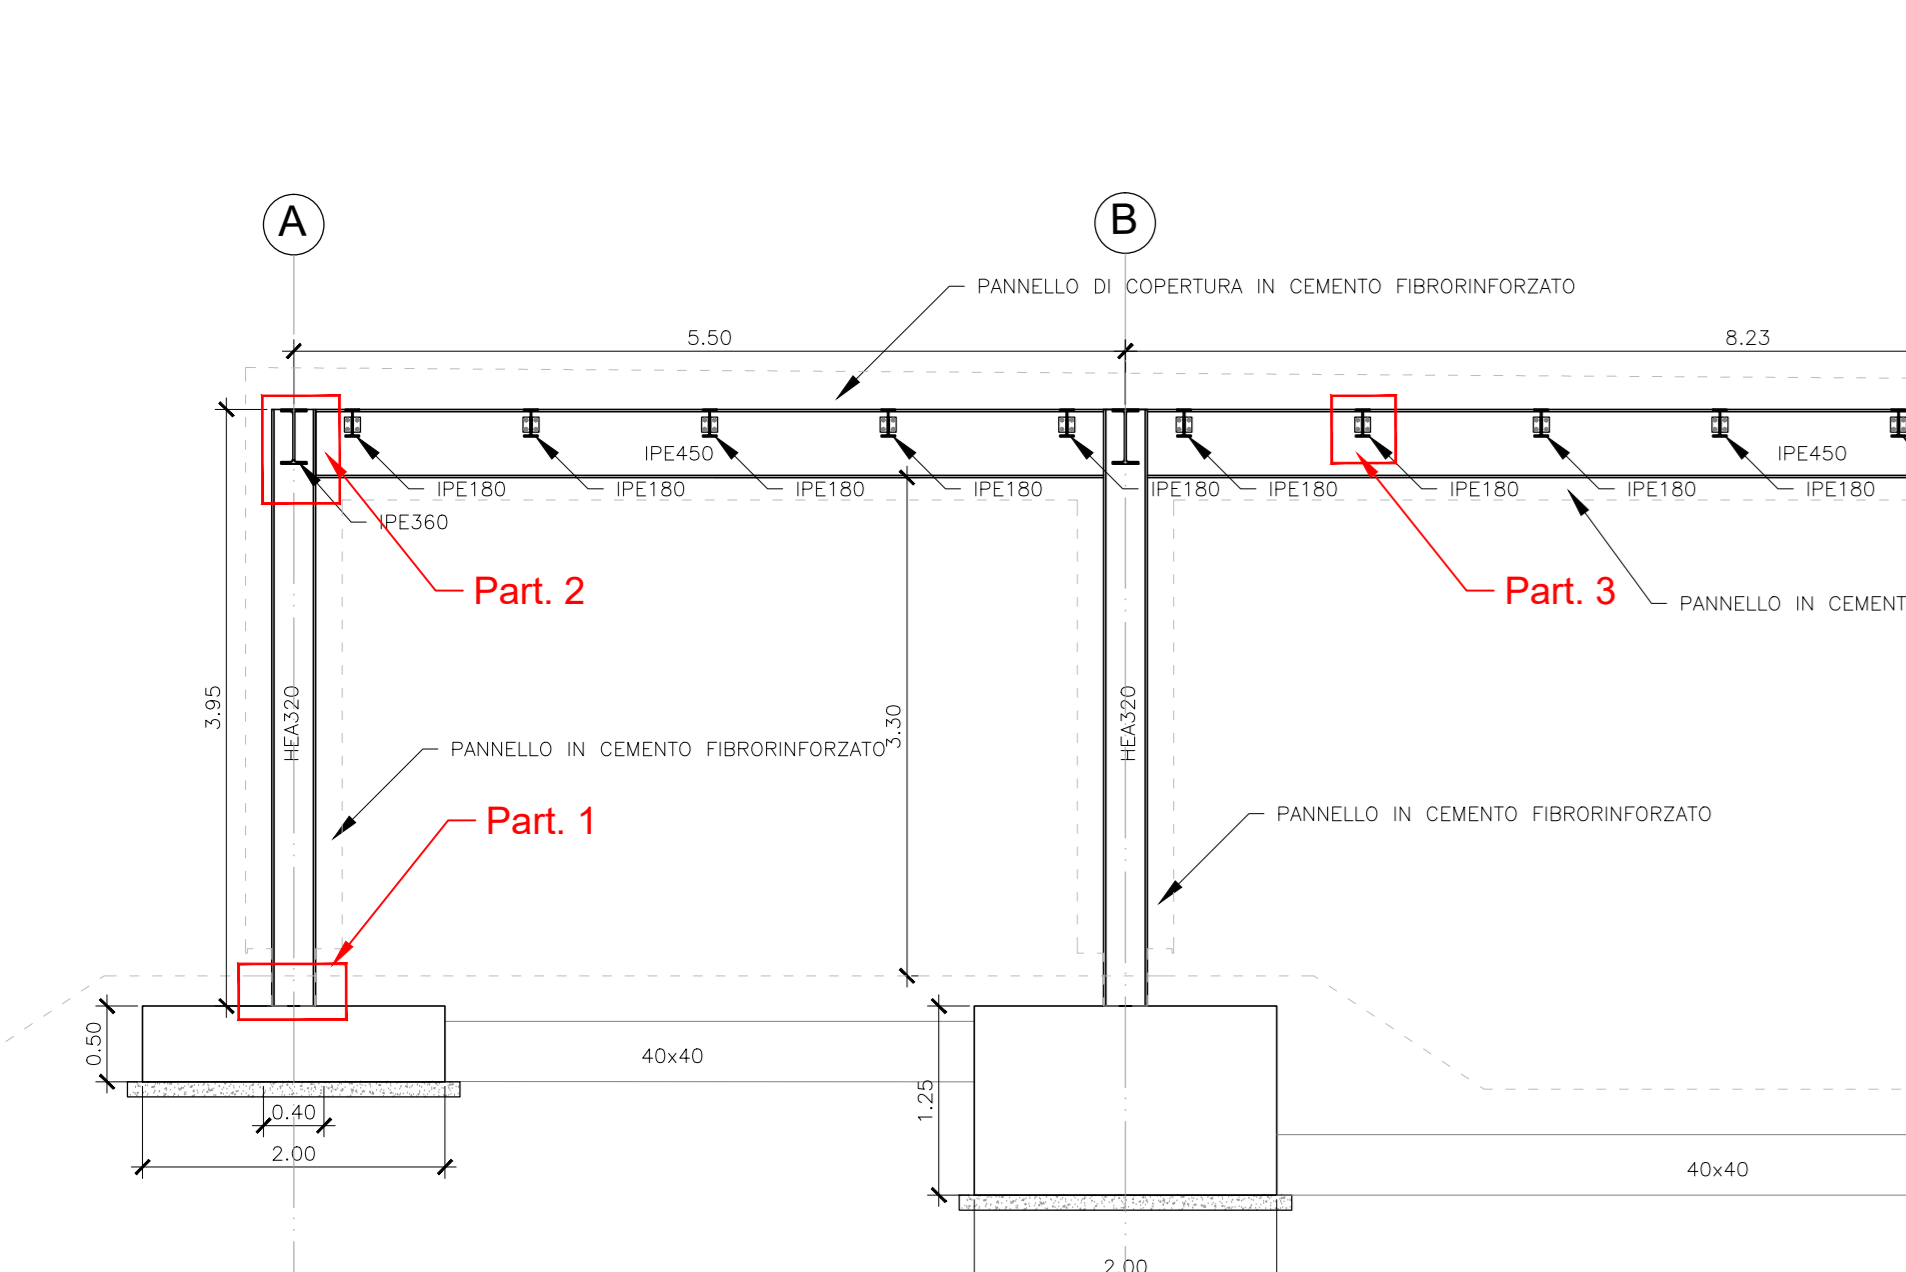 A
B
PANNELLO DI COPERTURA IN CEMENTO FIBRORINFORZATO
5.50
8.23
IPE450
IPE450
IPE180
IPE180
IPE180
IPE180
IPE180
IPE180
IPE180
IPE180
IPE180
IPE360
Part. 2
Part. 3
PANNELLO IN CEMENT
3.95
HEA320
3.30
HEA320
PANNELLO IN CEMENTO FIBRORINFORZATO
Part. 1
PANNELLO IN CEMENTO FIBRORINFORZATO
0.50
40x40
1.25
0.40
2.00
40x40
2.00